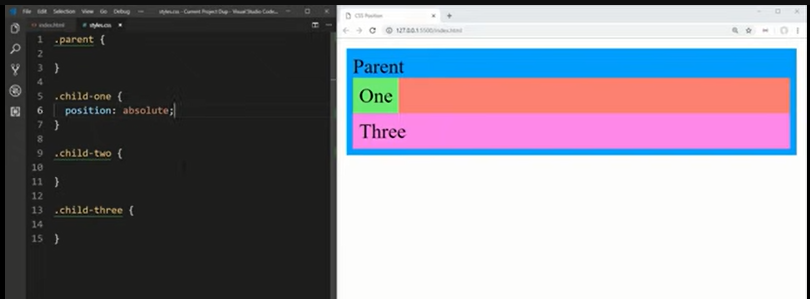 File Edit Selection View Go Debug ··· styles.css - Current Project Dup - Visual Studio Code...
index.html styles.css
1 .parent {
2
3 }
4
5 .child-one {
6 position: absolute;
7 }
8
9 .child-two {
10
11 }
12
13 .child-three {
14
15 }
CSS Position
127.0.0.1:5500/index.html
Parent
One
Three